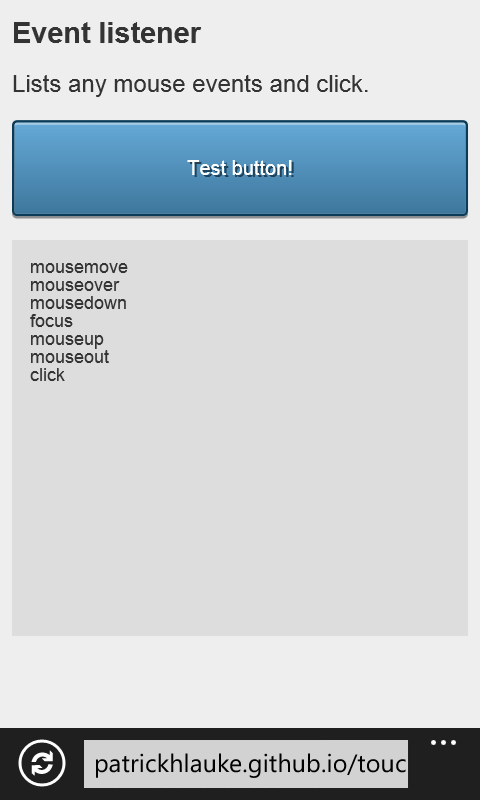 Event listener
Lists any mouse events and click.
Test button!
mousemove
mouseover
mousedown
focus
mouseup
mouseout
click
patrickhlauke.github.io/touc